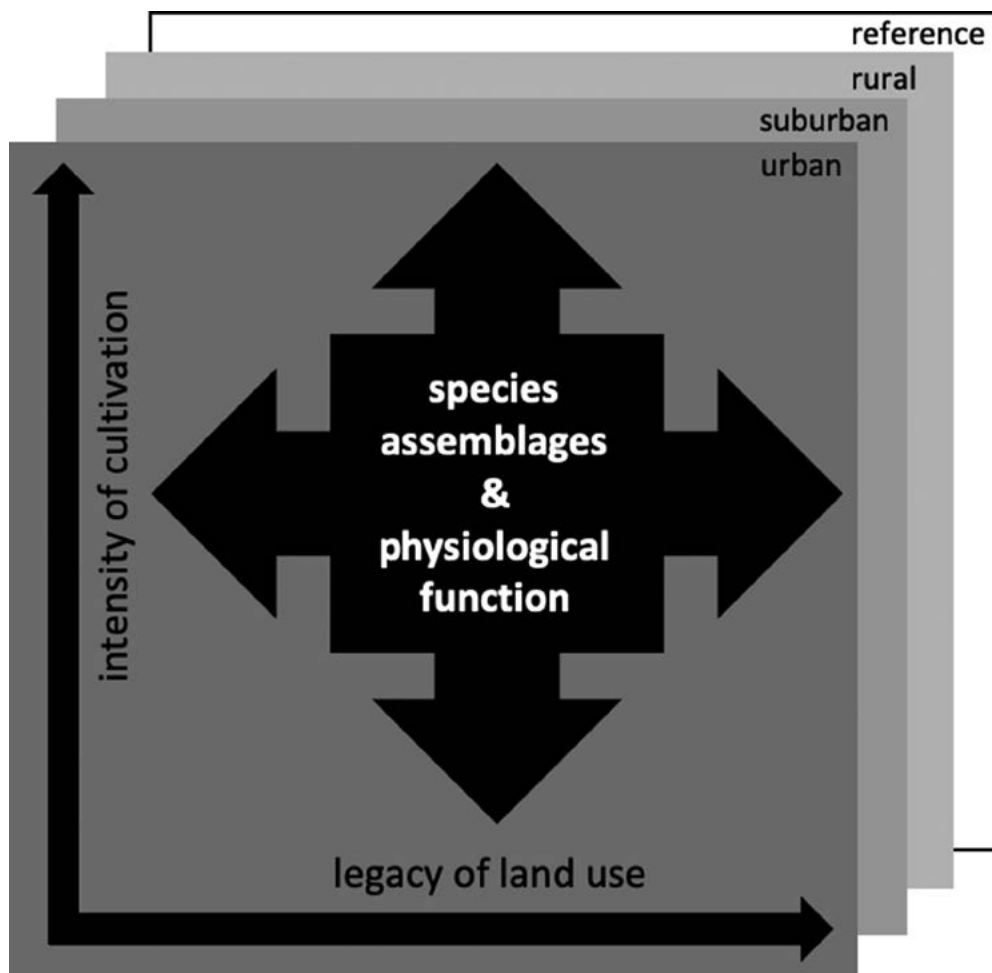 reference
rural
suburban
urban
intensity of cultivation
species
assemblages
&
physiological
function
legacy of land use